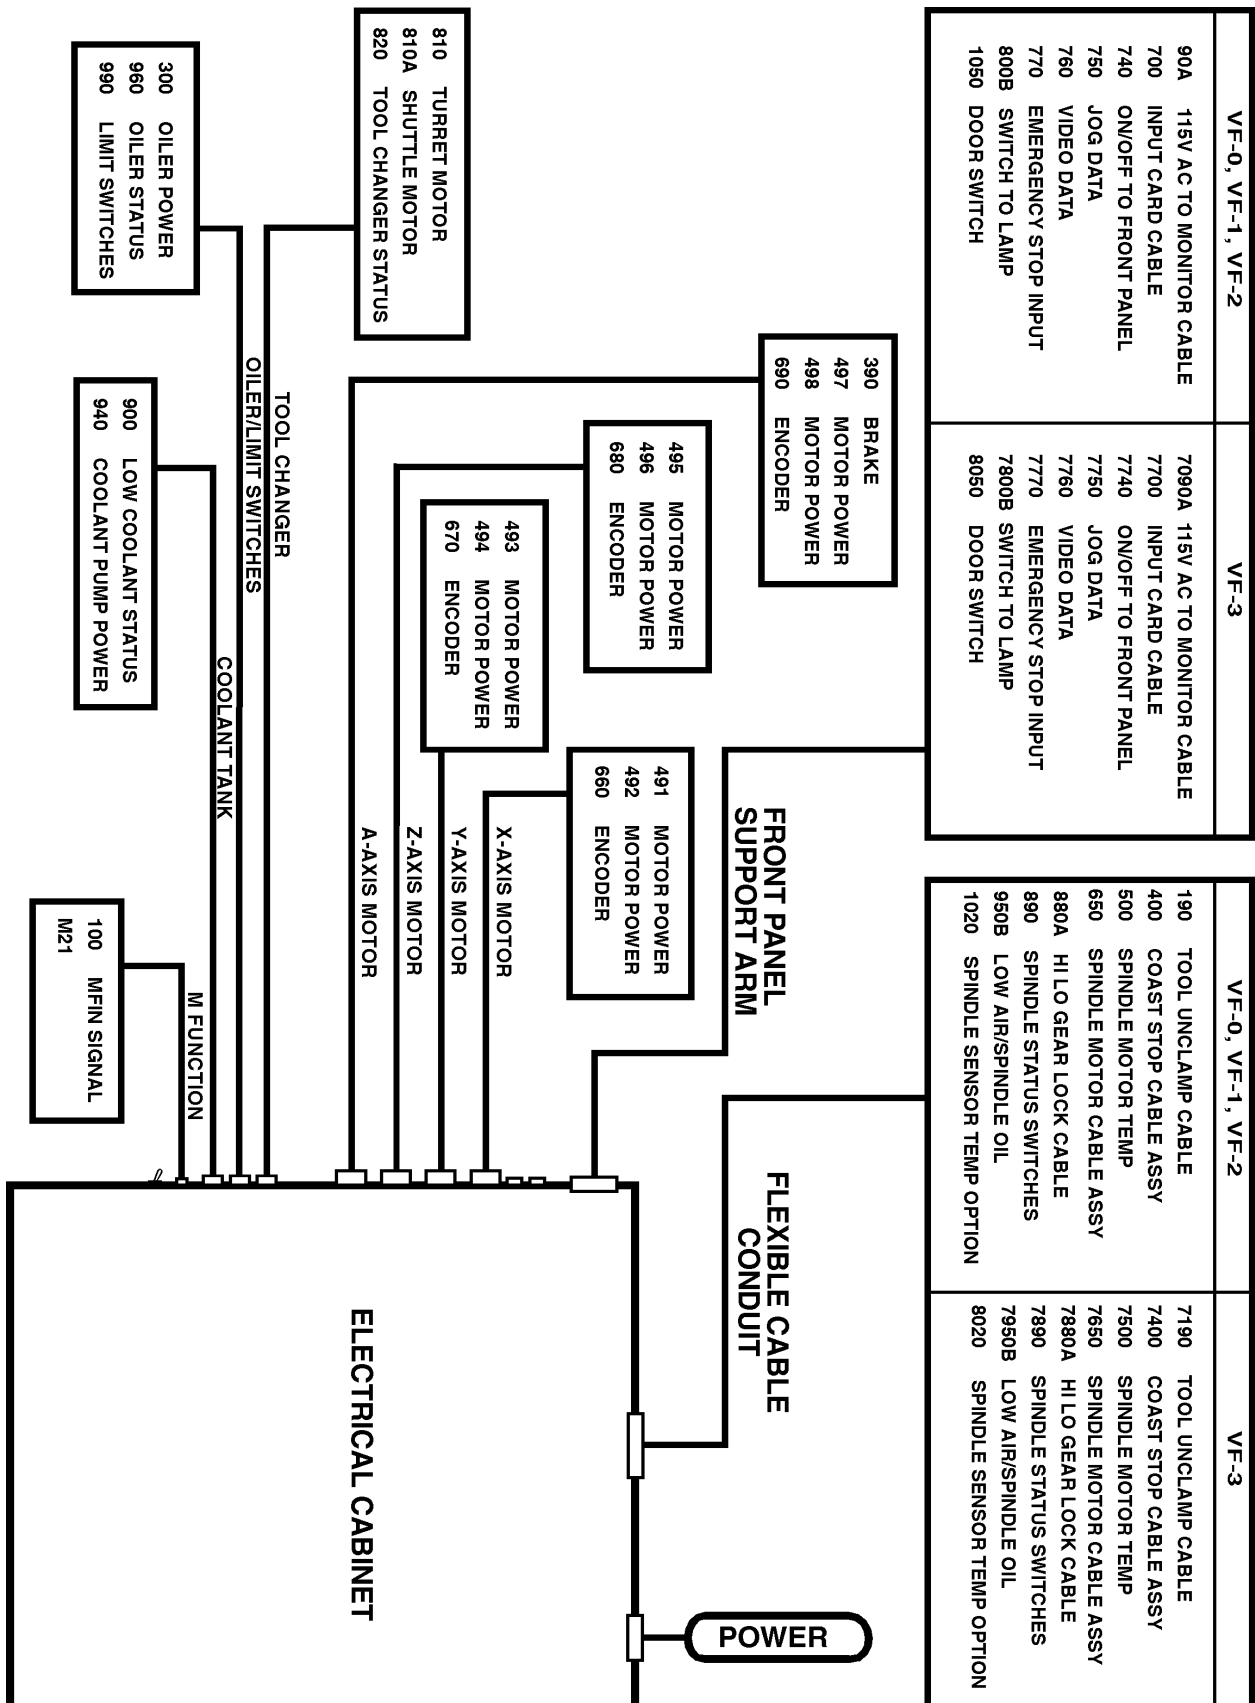 VF-0, VF-1, VF-2
90A 115V AC TO MONITOR CABLE
700 INPUT CARD CABLE
740 ON/OFF TO FRONT PANEL
750 JOG DATA
760 VIDEO DATA
770 EMERGENCY STOP INPUT
800B SWITCH TO LAMP
1050 DOOR SWITCH
VF-3
7090A 115V AC TO MONITOR CABLE
7700 INPUT CARD CABLE
7740 ON/OFF TO FRONT PANEL
7750 JOG DATA
7760 VIDEO DATA
7770 EMERGENCY STOP INPUT
7800B SWITCH TO LAMP
8050 DOOR SWITCH
VF-0, VF-1, VF-2
190 TOOL UNCLAMP CABLE
400 COAST STOP CABLE ASSY
500 SPINDLE MOTOR TEMP
650 SPINDLE MOTOR CABLE ASSY
880A HI LO GEAR LOCK CABLE
890 SPINDLE STATUS SWITCHES
950B LOW AIR/SPINDLE OIL
1020 SPINDLE SENSOR TEMP OPTION
VF-3
7190 TOOL UNCLAMP CABLE
7400 COAST STOP CABLE ASSY
7500 SPINDLE MOTOR TEMP
7650 SPINDLE MOTOR CABLE ASSY
7880A HI LO GEAR LOCK CABLE
7890 SPINDLE STATUS SWITCHES
7950B LOW AIR/SPINDLE OIL
8020 SPINDLE SENSOR TEMP OPTION
390 BRAKE
497 MOTOR POWER
498 MOTOR POWER
690 ENCODER
FRONT PANEL
SUPPORT ARM
FLEXIBLE CABLE
CONDUIT
POWER
495 MOTOR POWER
496 MOTOR POWER
680 ENCODER
491 MOTOR POWER
492 MOTOR POWER
660 ENCODER
493 MOTOR POWER
494 MOTOR POWER
670 ENCODER
X-AXIS MOTOR
Y-AXIS MOTOR
Z-AXIS MOTOR
A-AXIS MOTOR
810 TURRET MOTOR
810A SHUTTLE MOTOR
820 TOOL CHANGER STATUS
TOOL CHANGER
OILER/LIMIT SWITCHES
COOLANT TANK
M FUNCTION
ELECTRICAL CABINET
300 OILER POWER
960 OILER STATUS
990 LIMIT SWITCHES
900 LOW COOLANT STATUS
940 COOLANT PUMP POWER
100 MFIN SIGNAL
M21